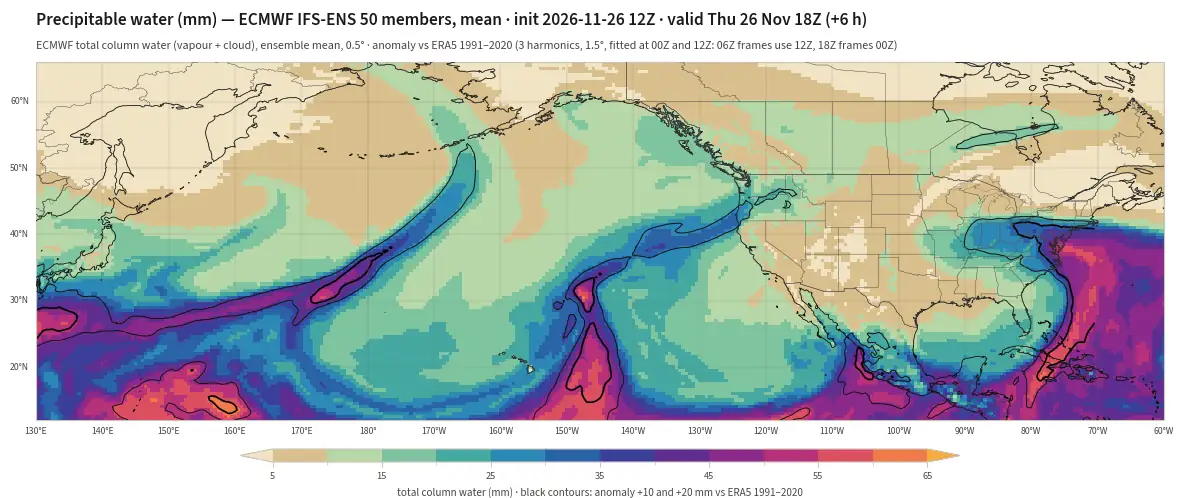 Precipitable water (mm) — ECMWF IFS-ENS 50 members, mean · init 2026-11-26 12Z · valid Thu 26 Nov 18Z (+6 h)
ECMWF total column water (vapour + cloud), ensemble mean, 0.5° · anomaly vs ERA5 1991–2020 (3 harmonics, 1.5°, fitted at 00Z and 12Z: 06Z frames use 12Z, 18Z frames 00Z)
60°N
50°N
40°N
30°N
20°N
130°E 140°E 150°E 160°E 170°E 180° 170°W 160°W 150°W 140°W 130°W 120°W 110°W 100°W 90°W 80°W 70°W 60°W
5 15 25 35 45 55 65
total column water (mm) · black contours: anomaly +10 and +20 mm vs ERA5 1991–2020